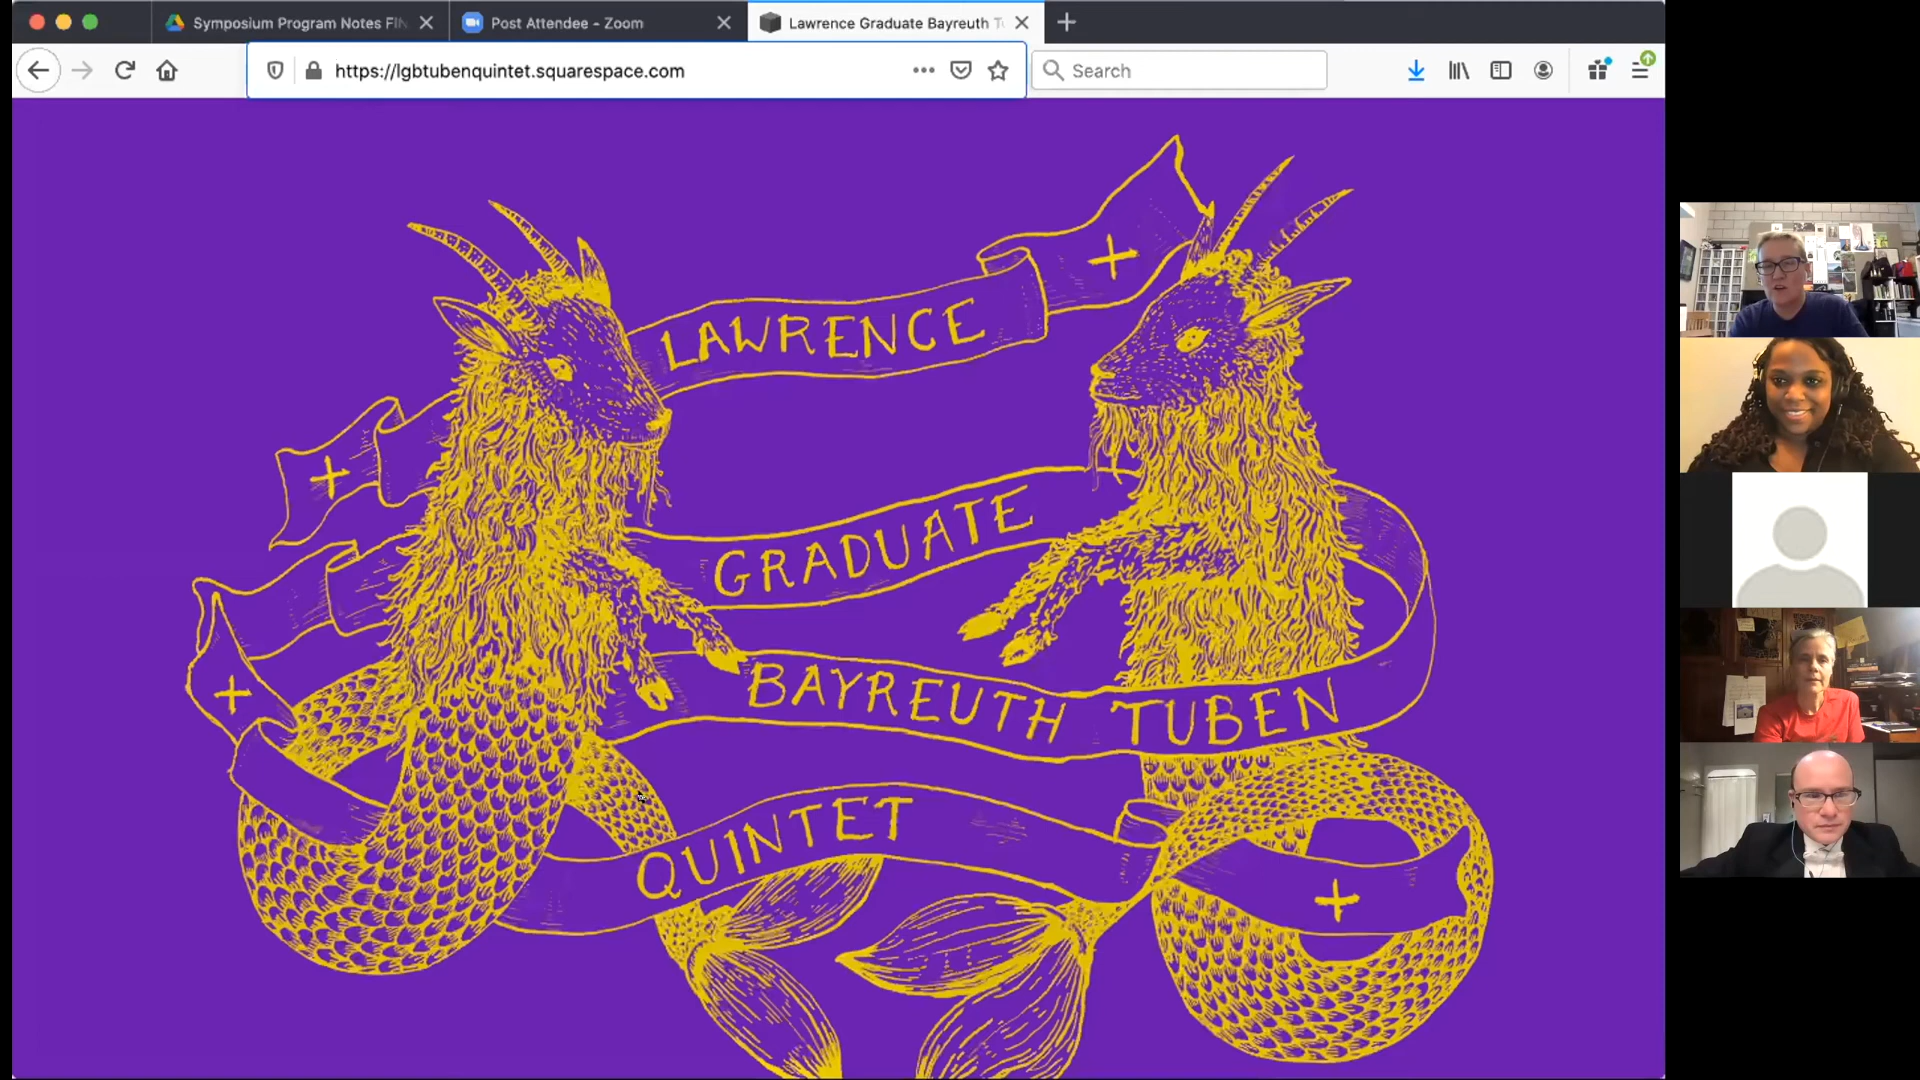 Symposium Program Notes FIN
Post Attendee - Zoom
Lawrence Graduate Bayreuth T
https://lgbtubenquintet.squarespace.com
Search
LAWRENCE
GRADUATE
BAYREUTH TUBEN
QUINTET